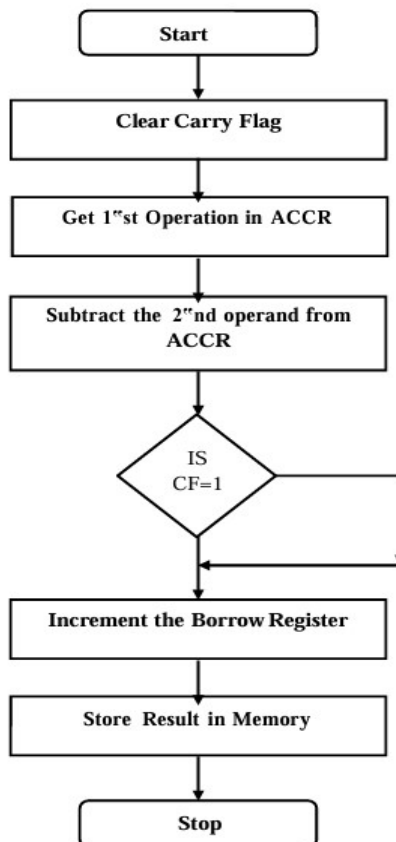 Start
Clear Carry Flag
Get 1‟st Operation in ACCR
Subtract the 2‟nd operand from
ACCR
IS
CF=1
Increment the Borrow Register
Store Result in Memory
Stop